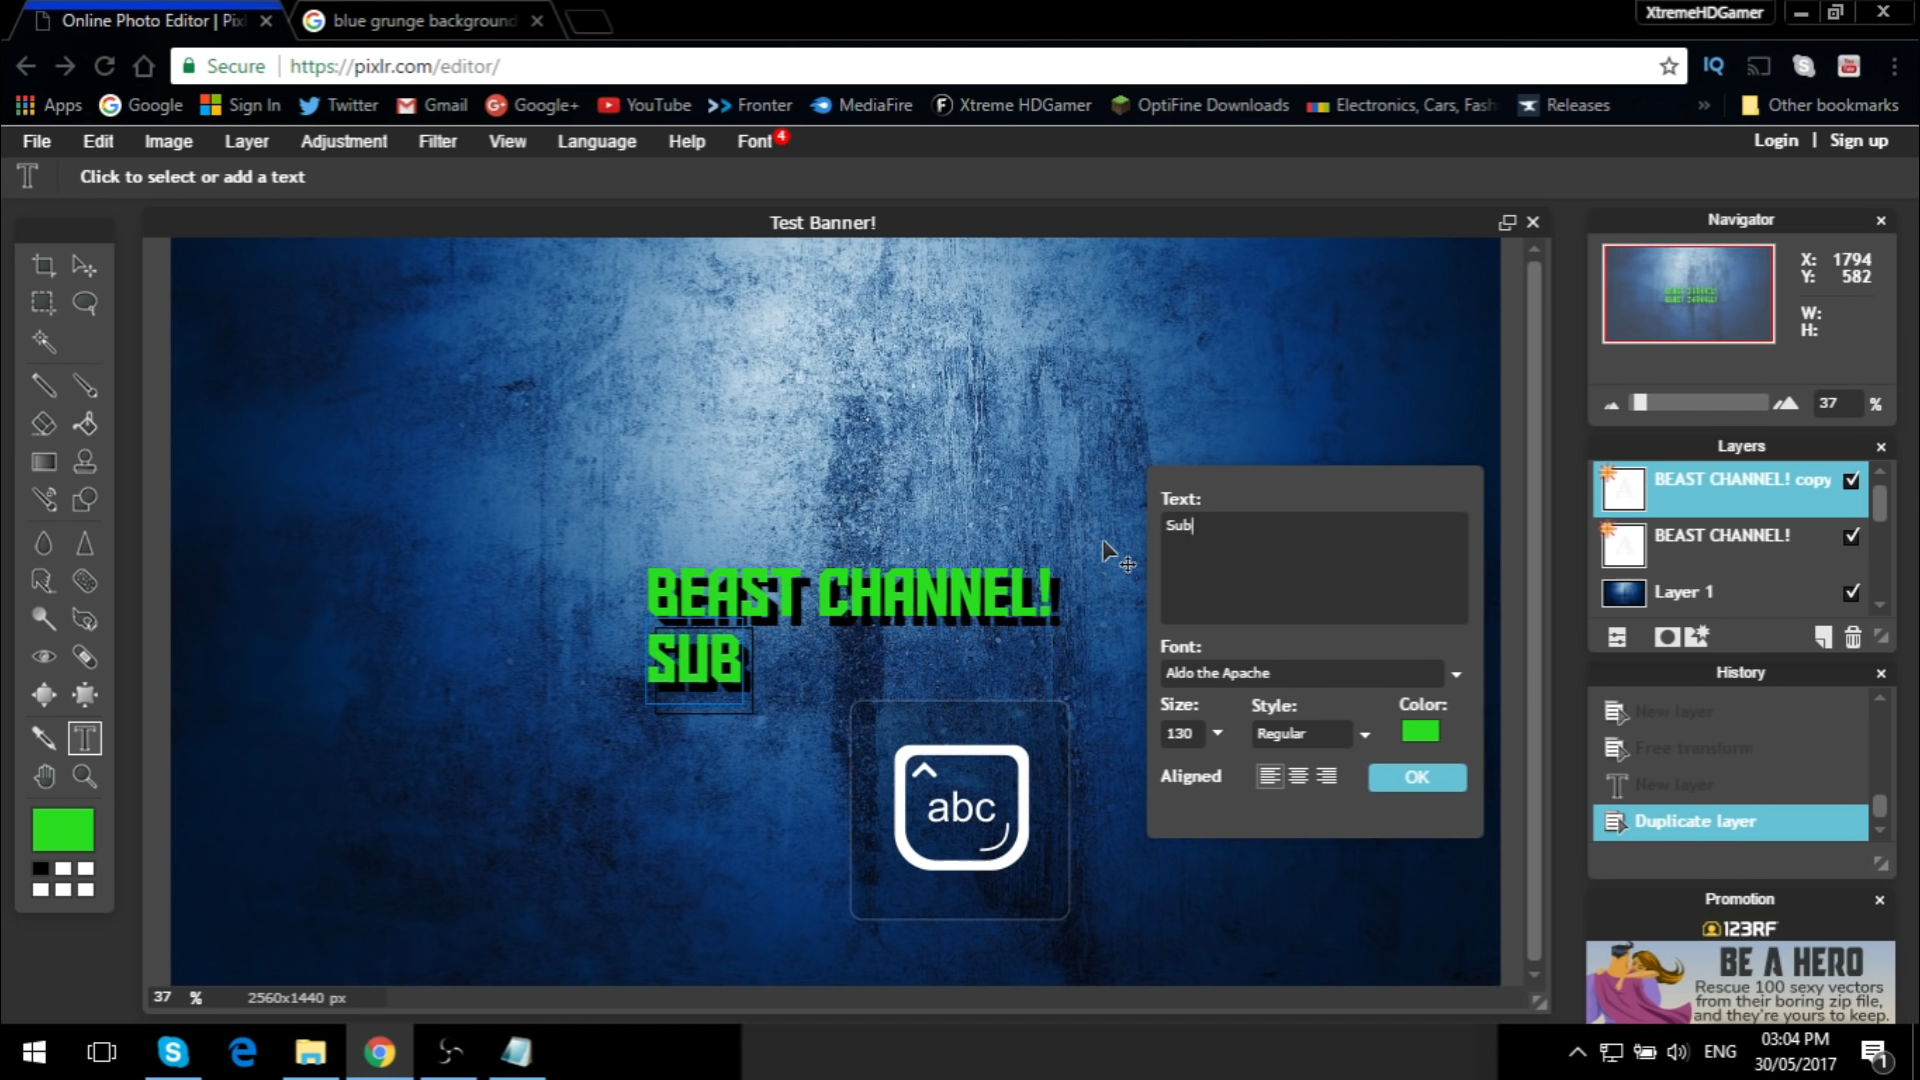 Online Photo Editor | Pixl
blue grunge background
XtremeHDGamer
Secure
https://pixlr.com/editor/
IQ
Apps
Google
Sign In
Twitter
Gmail
Google+
YouTube
Fronter
MediaFire
Xtreme HDGamer
OptiFine Downloads
Electronics, Cars, Fash
Releases
Other bookmarks
File
Edit
Image
Layer
Adjustment
Filter
View
Language
Help
Font 4
Login | Sign up
Click to select or add a text
Test Banner!
Navigator
X: 1794
Y: 582
W:
H:
37 %
Layers
BEAST CHANNEL! copy
BEAST CHANNEL!
Layer 1
Text:
Sub
Font:
Aldo the Apache
Size:
Style:
Color:
130
Regular
Aligned
OK
BEAST CHANNEL!
SUB
abc
History
New layer
Free transform
New layer
Duplicate layer
Promotion
123RF
BE A HERO
Rescue 100 sexy vectors
from their boring zip file,
and they're yours to keep.
37 %
2560x1440 px
ENG
03:04 PM
30/05/2017
1